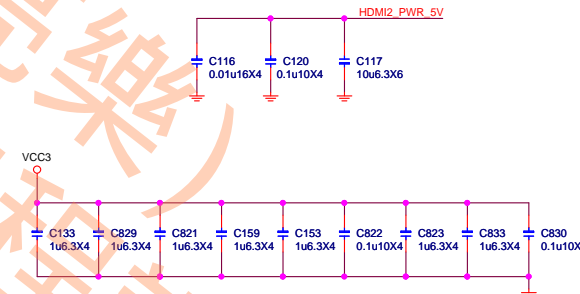 HDMI2_PWR_5V
C116 C120 C117
0.01u16X4 0.1u10X4 10u6.3X6
VCC3
C133 C829 C821 C159 C153 C822 C823 C833 C830
1u6.3X4 1u6.3X4 1u6.3X4 1u6.3X4 1u6.3X4 0.1u10X4 1u6.3X4 1u6.3X4 0.1u10X
樂)